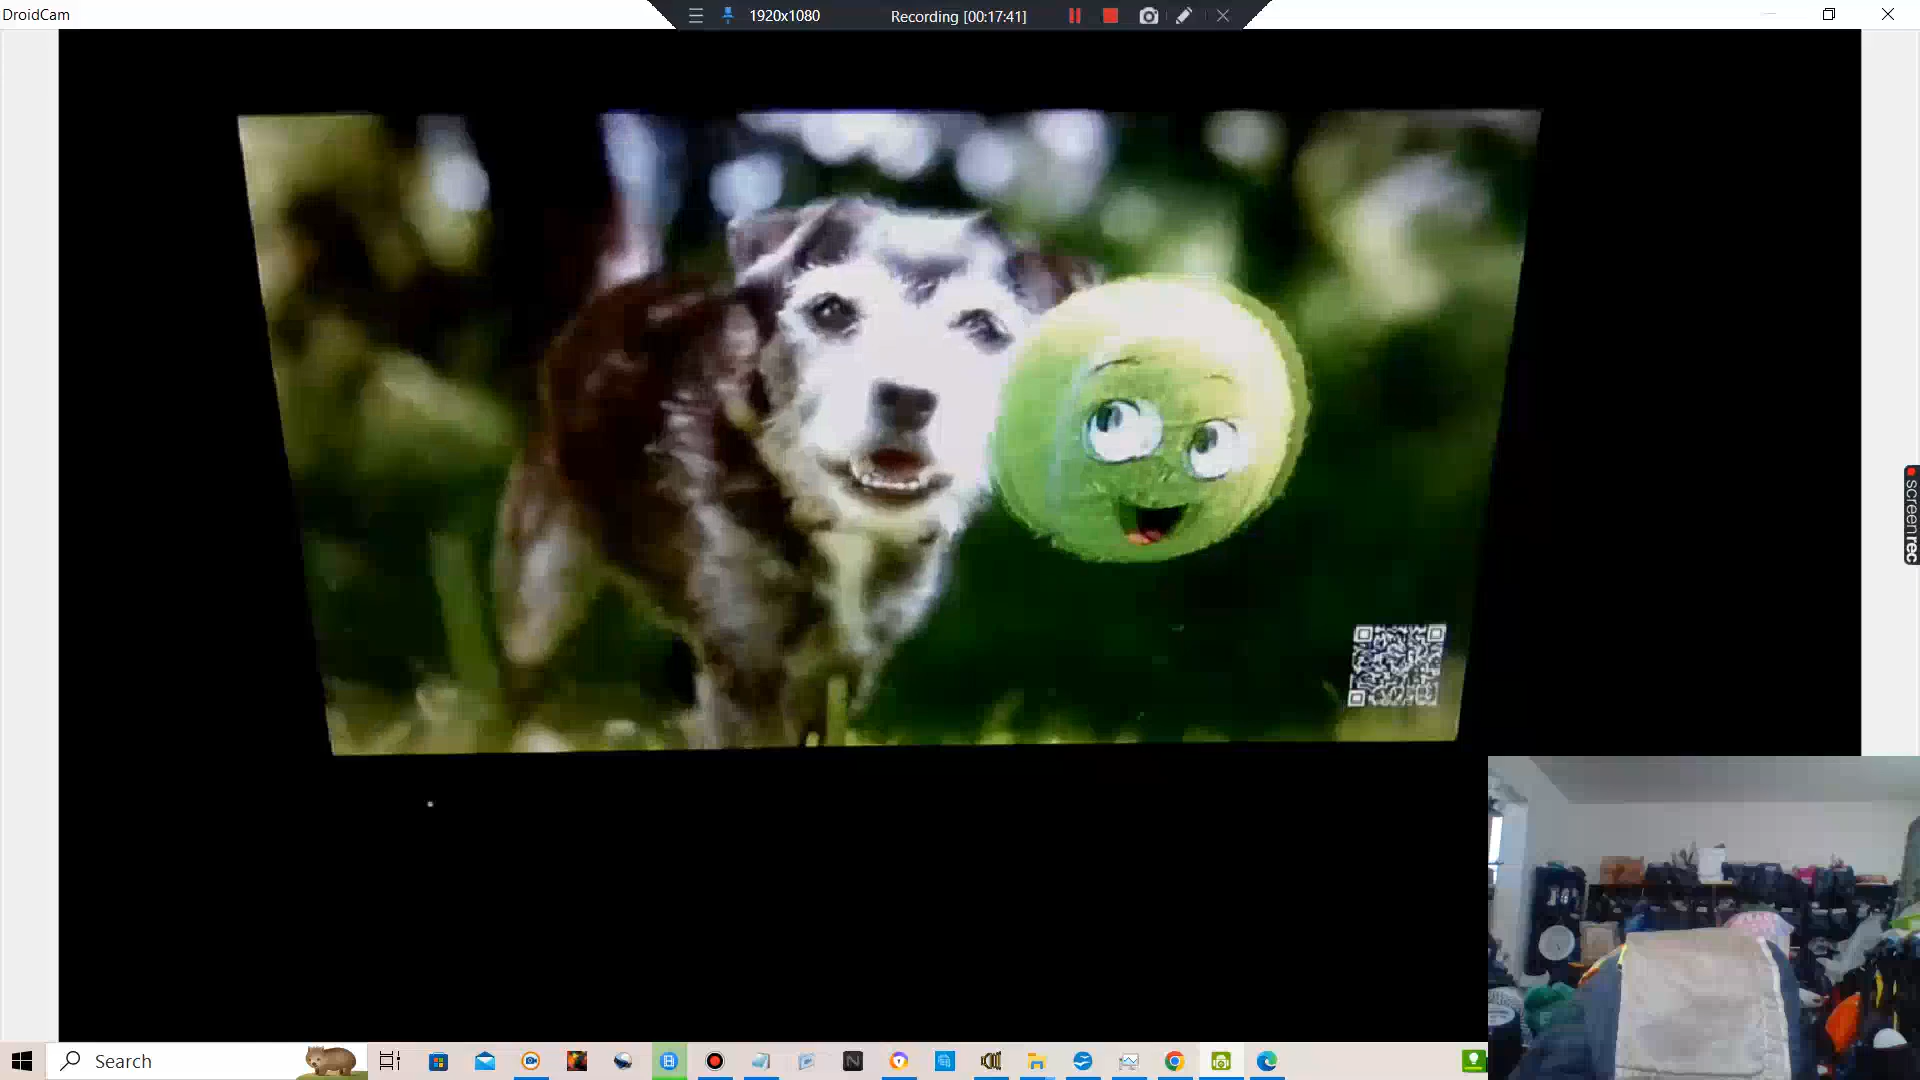 DroidCam
1920x1080
Recording [00:17:41]
screenrec
Search